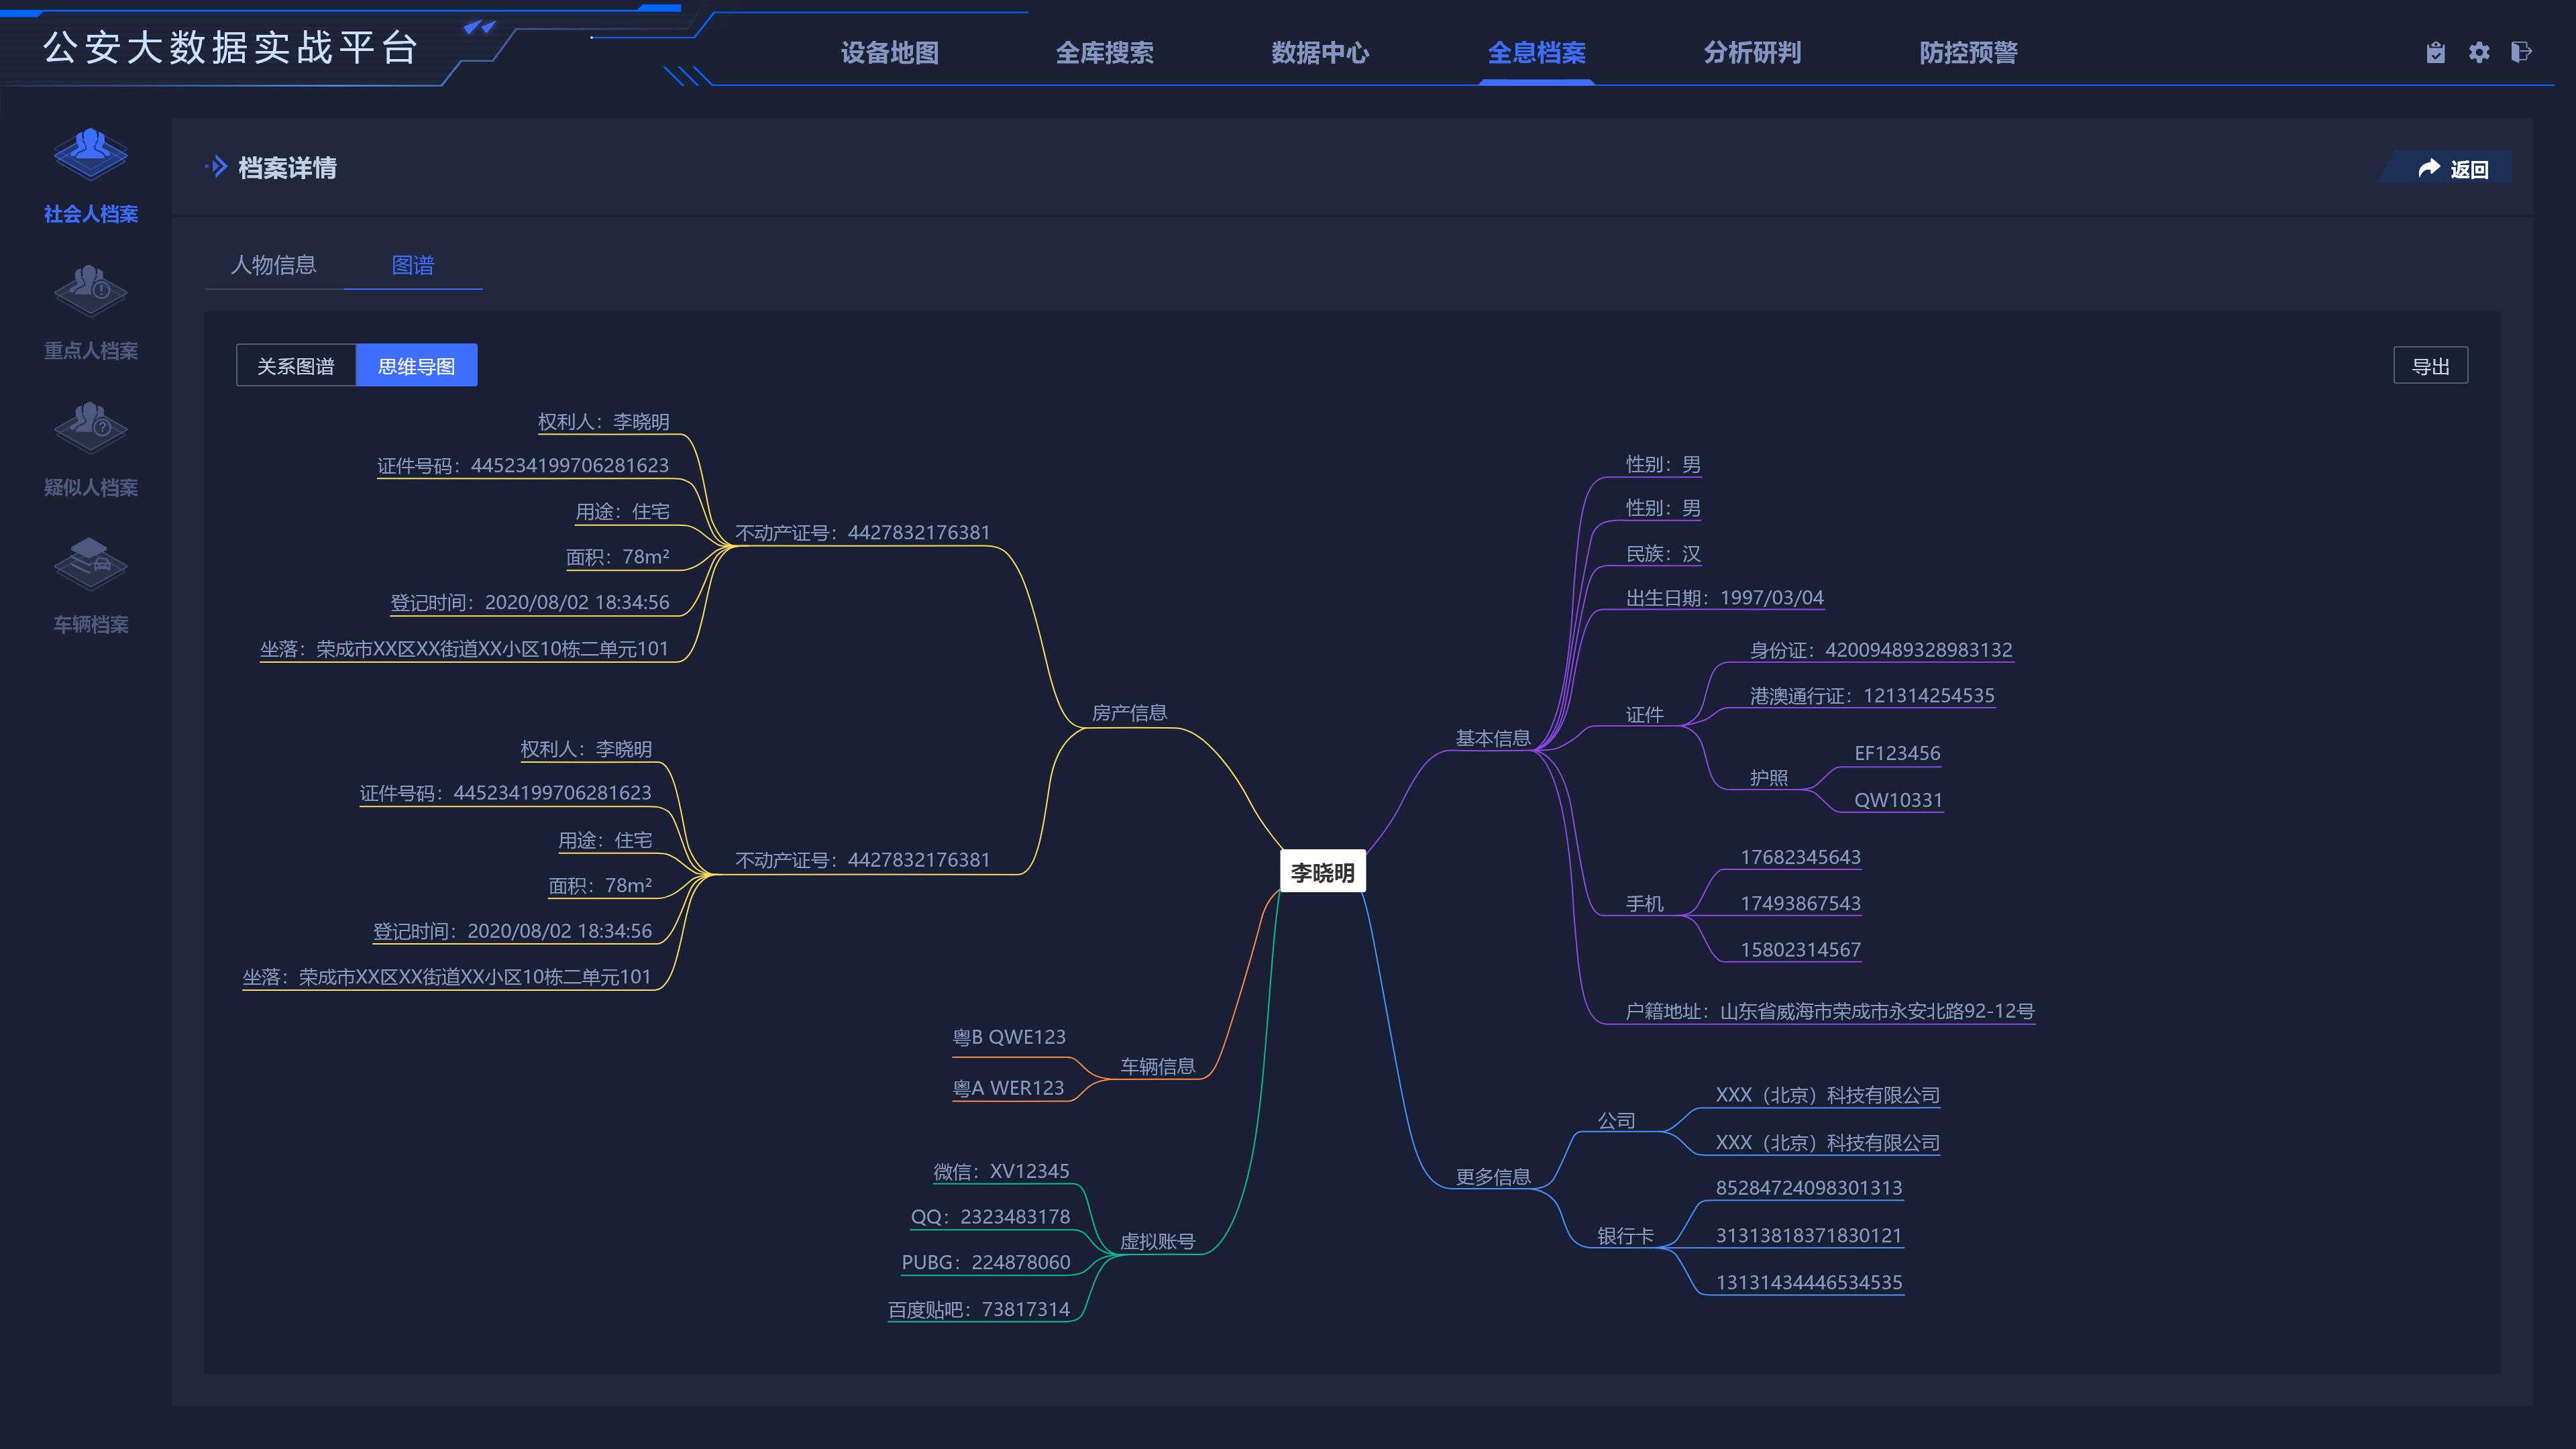 公安大数据实战平台
设备地图
全库搜索
数据中心
全息档案
分析研判
防控预警
社会人档案
重点人档案
疑似人档案
车辆档案
档案详情
返回
人物信息
图谱
关系图谱
思维导图
导出
权利人：李晓明
证件号码：445234199706281623
用途：住宅
面积：78m²
登记时间：2020/08/02 18:34:56
坐落：荣成市XX区XX街道XX小区10栋二单元101
不动产证号：4427832176381
权利人：李晓明
证件号码：445234199706281623
用途：住宅
面积：78m²
登记时间：2020/08/02 18:34:56
坐落：荣成市XX区XX街道XX小区10栋二单元101
不动产证号：4427832176381
房产信息
李晓明
粤B QWE123
粤A WER123
车辆信息
微信：XV12345
QQ：2323483178
PUBG：224878060
百度贴吧：73817314
虚拟账号
基本信息
性别：男
性别：男
民族：汉
出生日期：1997/03/04
证件
身份证：42009489328983132
港澳通行证：121314254535
护照
EF123456
QW10331
手机
17682345643
17493867543
15802314567
户籍地址：山东省威海市荣成市永安北路92-12号
更多信息
公司
XXX（北京）科技有限公司
XXX（北京）科技有限公司
银行卡
85284724098301313
31313818371830121
13131434446534535